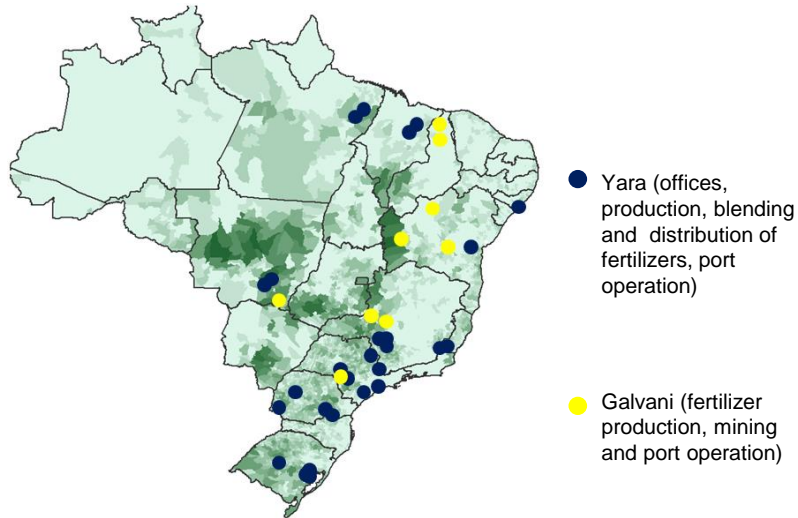 Yara (offices,
production, blending
and distribution of
fertilizers, port
operation)
Galvani (fertilizer
production, mining
and port operation)